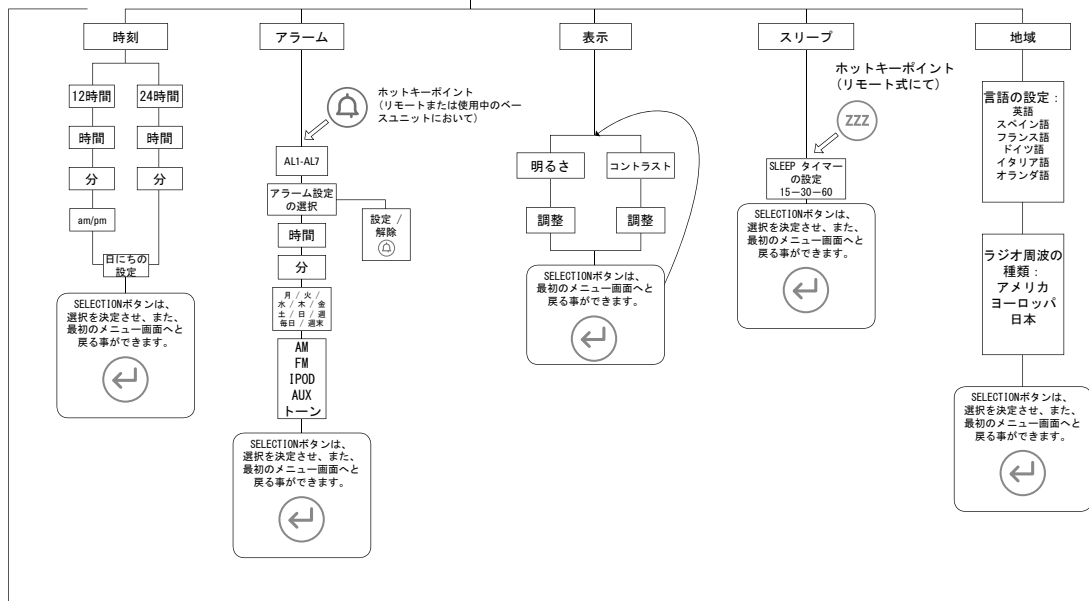 時刻
アラーム
表示
スリープ
地域
12時間
24時間
時間
時間
分
分
am/pm
日にちの
設定
SELECTIONボタンは、
選択を決定させ、また、
最初のメニュー画面へと
戻る事ができます。
ホットキーポイント
(リモートまたは使用中のベー
スユニットにおいて)
AL1-AL7
アラーム設定
の選択
設定 /
解除
時間
分
月 / 火 /
水 / 木 / 金
土 / 日 / 週
毎日 / 週末
AM
FM
IPOD
AUX
トーン
SELECTIONボタンは、
選択を決定させ、また、
最初のメニュー画面へと
戻る事ができます。
明るさ
コントラスト
調整
調整
SELECTIONボタンは、
最初のメニュー画面へと
戻る事ができます。
ホットキーポイント
(リモート式にて)
ZZZ
SLEEP タイマー
の設定
15－30－60
SELECTIONボタンは、
選択を決定させ、また、
最初のメニュー画面へと
戻る事ができます。
言語の設定：
英語
スペイン語
フランス語
ドイツ語
イタリア語
オランダ語
ラジオ周波の
種類：
アメリカ
ヨーロッパ
日本
SELECTIONボタンは、
選択を決定させ、また、
最初のメニュー画面へと
戻る事ができます。